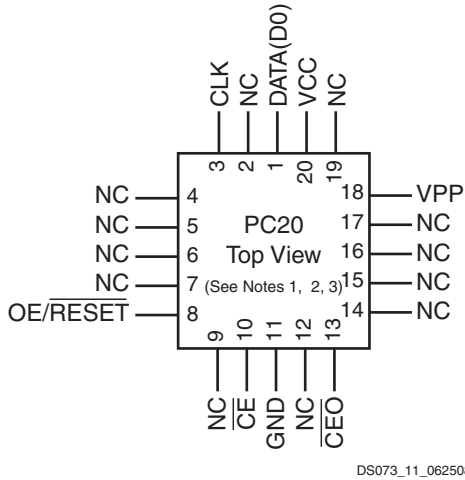 CLK
NC
DATA(D0)
VCC
NC
3
2
1
20
19
NC 4
NC 5
NC 6
NC 7
OE/RESET 8
PC20
Top View
(See Notes 1, 2, 3)
18 VPP
17 NC
16 NC
15 NC
14 NC
9
10
11
12
13
NC
CE
GND
NC
CEO
DS073_11_06250